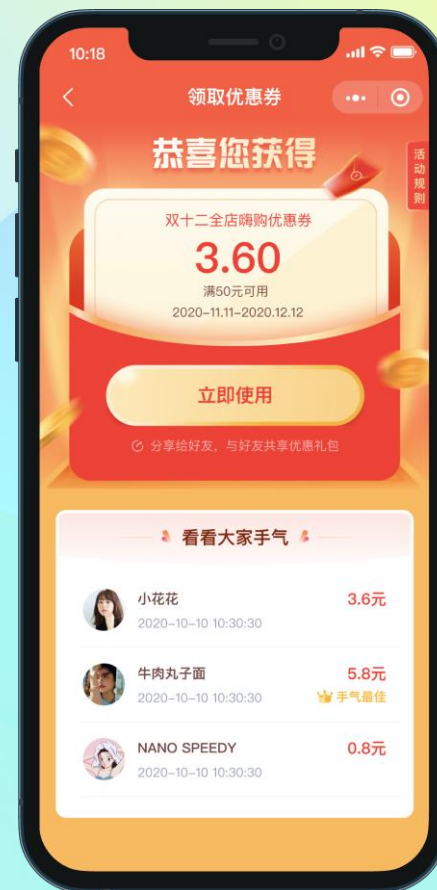 10:18
领取优惠券
恭喜您获得
活动规则
双十二全店嗨购优惠券
3.60
满50元可用
2020-11.11-2020.12.12
立即使用
分享给好友，与好友共享优惠礼包
看看大家手气
小花花
3.6元
2020-10-10 10:30:30
牛肉丸子面
5.8元
2020-10-10 10:30:30
手气最佳
NANO SPEEDY
0.8元
2020-10-10 10:30:30